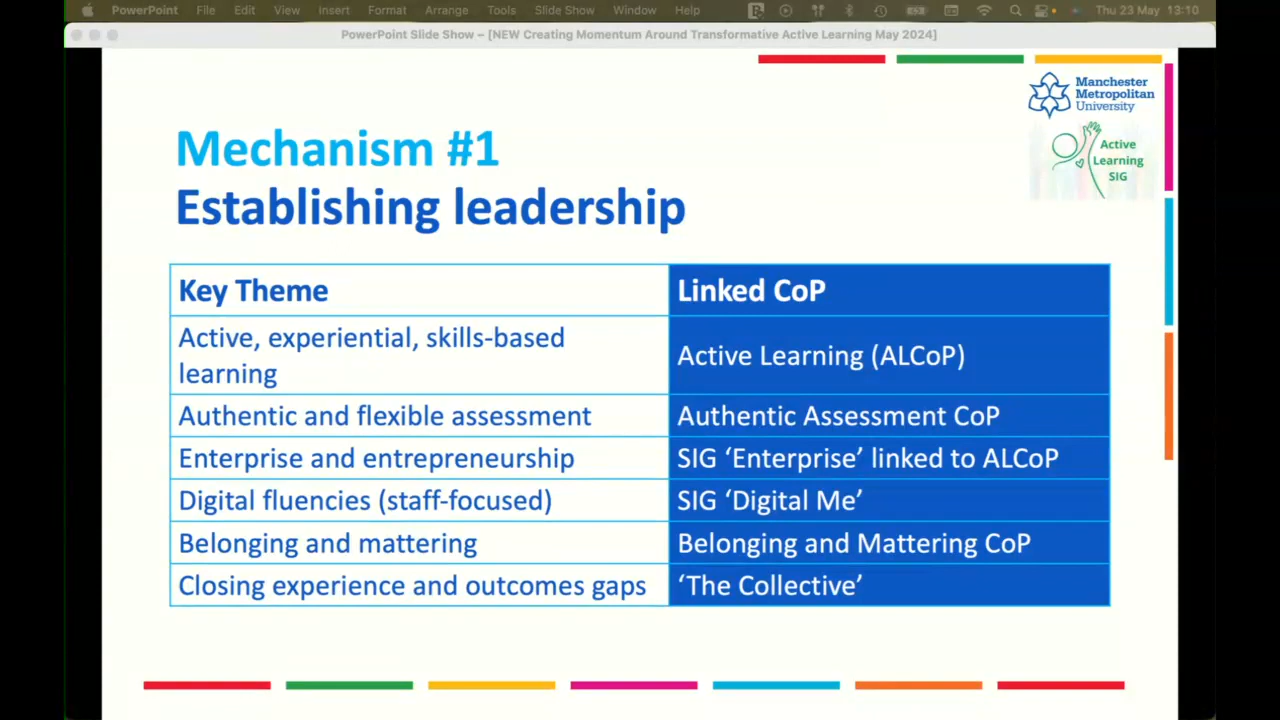 PowerPoint File Edit View Insert Format Arrange Tools Slide Show Window Help Thu 23 May 13:10
PowerPoint Slide Show – [NEW Creating Momentum Around Transformative Active Learning May 2024]
Manchester
Metropolitan
University
Active
Learning
SIG
Mechanism #1
Establishing leadership
Key Theme Linked CoP
Active, experiential, skills-based
learning
Active Learning (ALCoP)
Authentic and flexible assessment Authentic Assessment CoP
Enterprise and entrepreneurship SIG ‘Enterprise’ linked to ALCoP
Digital fluencies (staff-focused) SIG ‘Digital Me’
Belonging and mattering Belonging and Mattering CoP
Closing experience and outcomes gaps ‘The Collective’